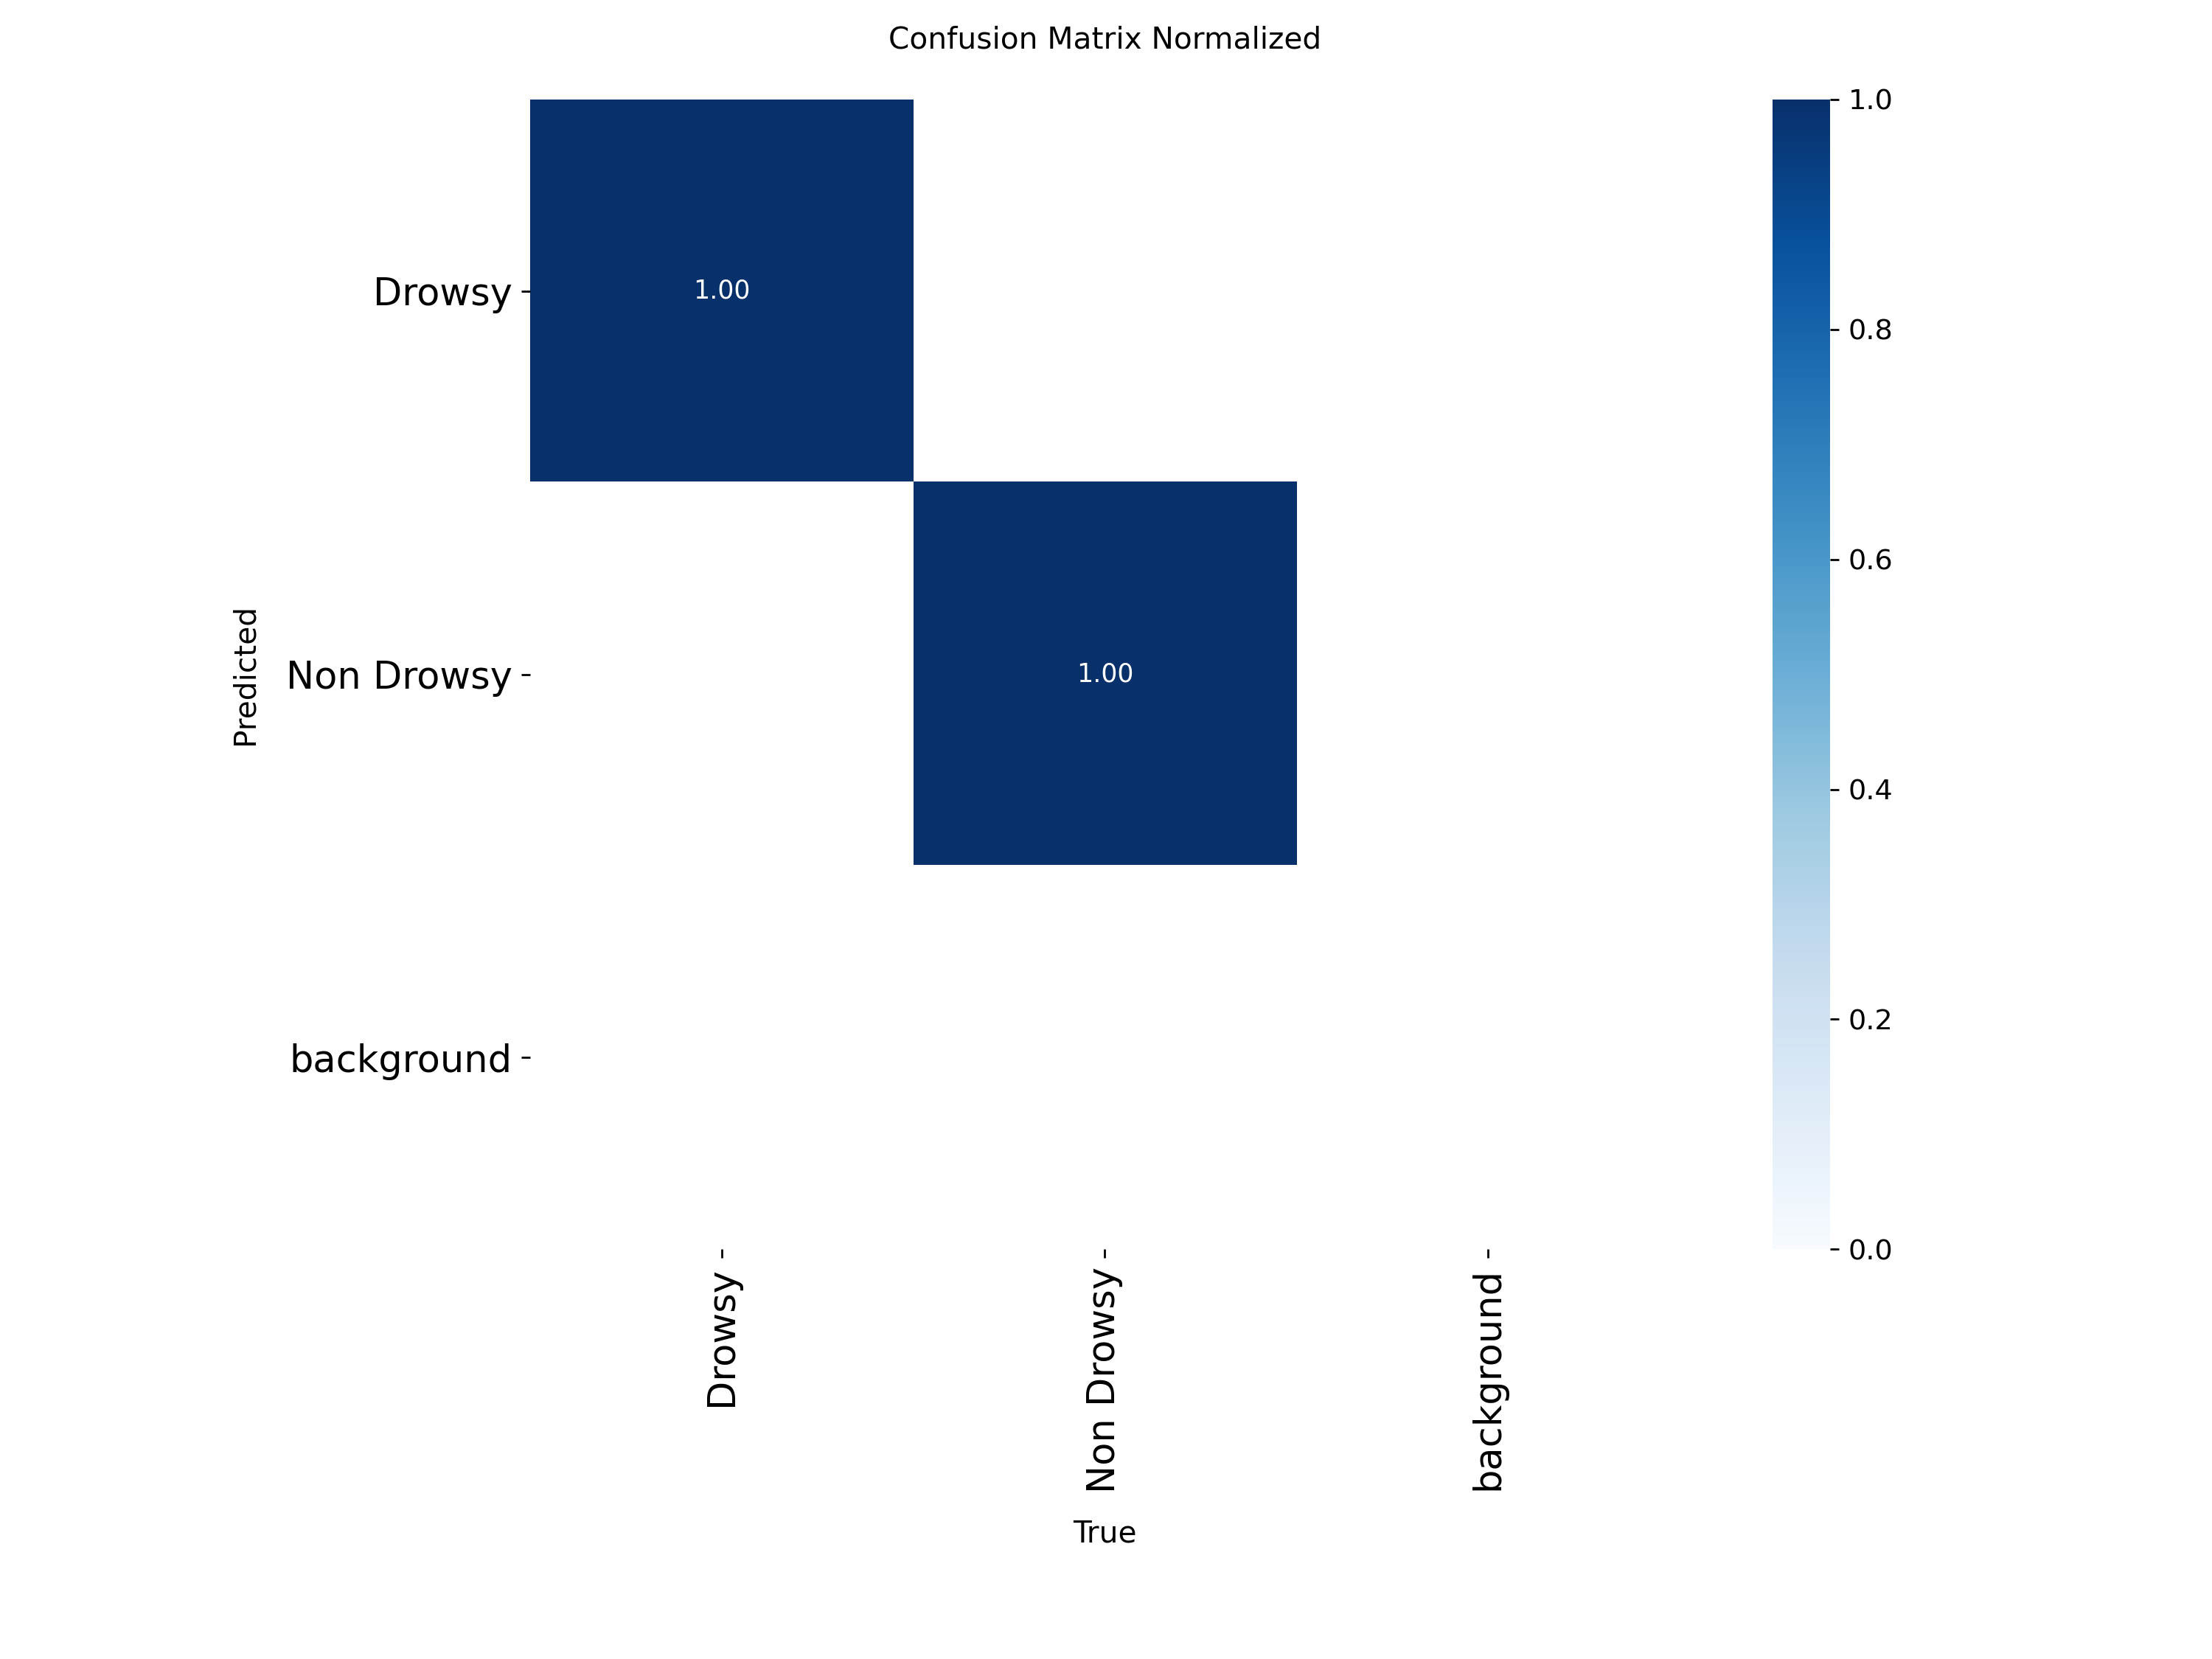 Confusion Matrix Normalized
1.0
0.8
0.6
0.4
0.2
0.0
Predicted
Drowsy
Non Drowsy
background
1.00
1.00
Drowsy
Non Drowsy
background
True